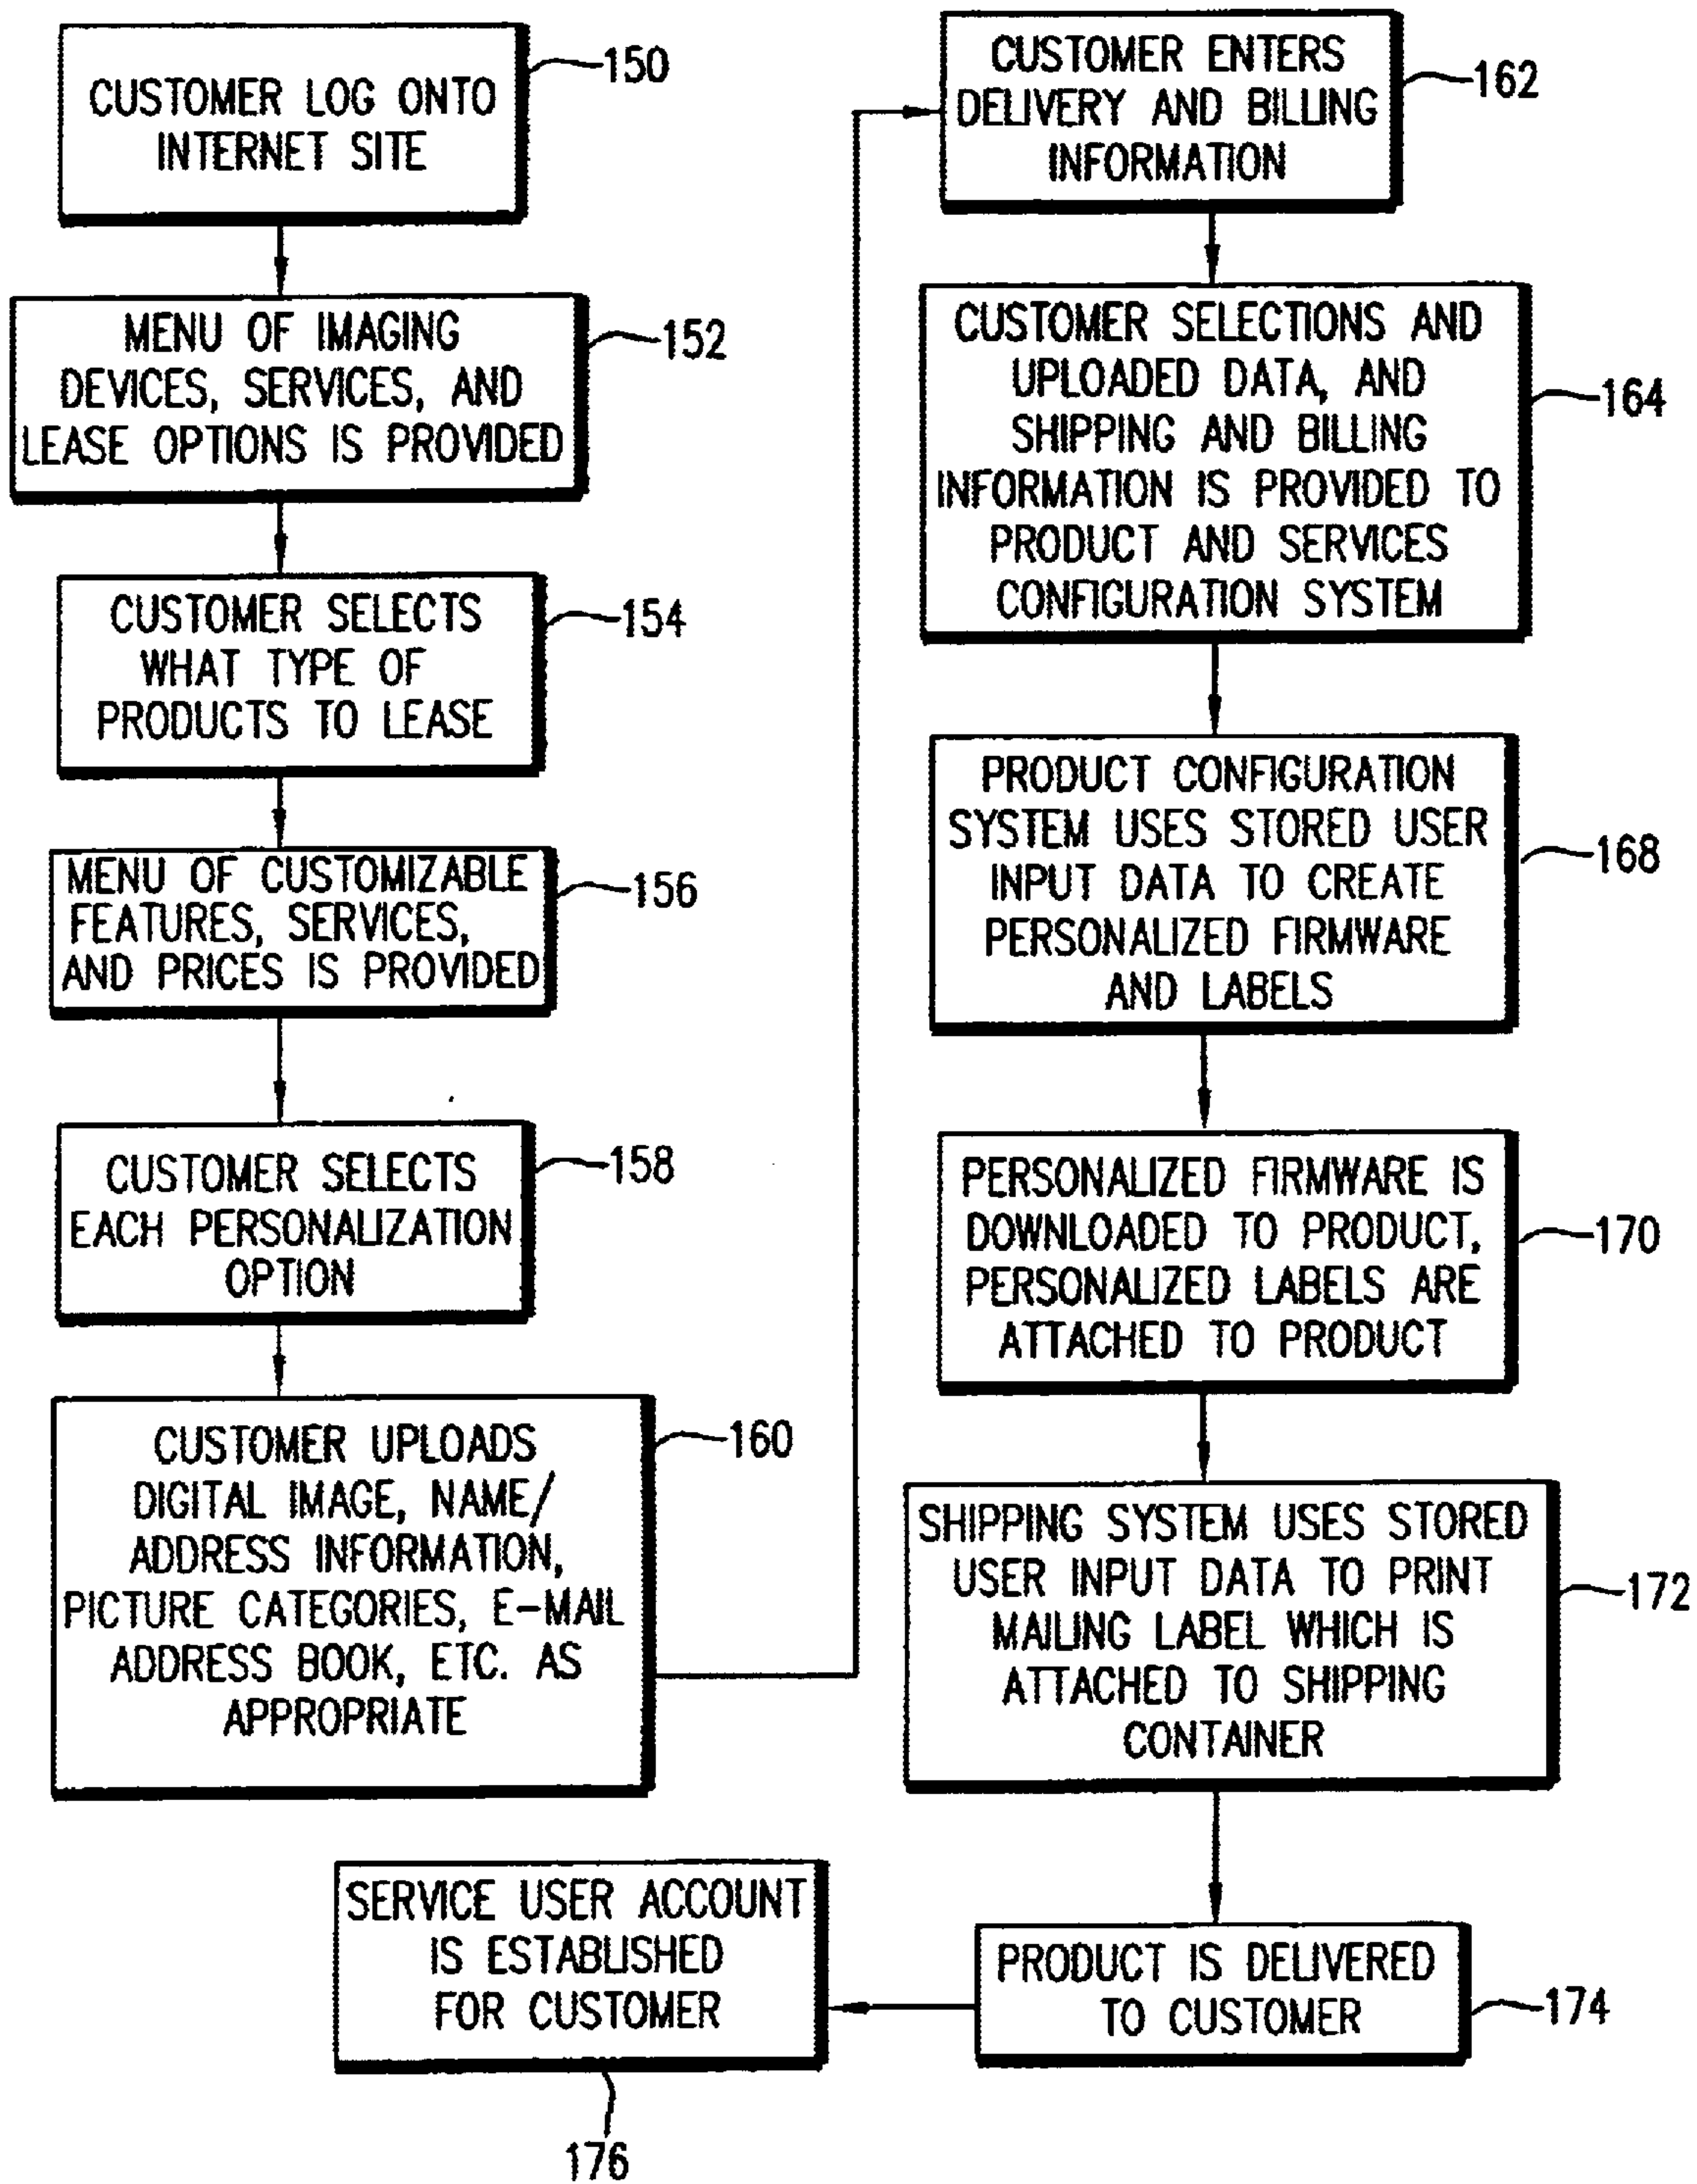 CUSTOMER LOG ONTO
INTERNET SITE
150
MENU OF IMAGING
DEVICES, SERVICES, AND
LEASE OPTIONS IS PROVIDED
152
CUSTOMER SELECTS
WHAT TYPE OF
PRODUCTS TO LEASE
154
MENU OF CUSTOMIZABLE
FEATURES, SERVICES,
AND PRICES IS PROVIDED
156
CUSTOMER SELECTS
EACH PERSONALIZATION
OPTION
158
CUSTOMER UPLOADS
DIGITAL IMAGE, NAME/
ADDRESS INFORMATION,
PICTURE CATEGORIES, E-MAIL
ADDRESS BOOK, ETC. AS
APPROPRIATE
160
CUSTOMER ENTERS
DELIVERY AND BILLING
INFORMATION
162
CUSTOMER SELECTIONS AND
UPLOADED DATA, AND
SHIPPING AND BILLING
INFORMATION IS PROVIDED TO
PRODUCT AND SERVICES
CONFIGURATION SYSTEM
164
PRODUCT CONFIGURATION
SYSTEM USES STORED USER
INPUT DATA TO CREATE
PERSONALIZED FIRMWARE
AND LABELS
168
PERSONALIZED FIRMWARE IS
DOWNLOADED TO PRODUCT,
PERSONALIZED LABELS ARE
ATTACHED TO PRODUCT
170
SHIPPING SYSTEM USES STORED
USER INPUT DATA TO PRINT
MAILING LABEL WHICH IS
ATTACHED TO SHIPPING
CONTAINER
172
PRODUCT IS DELIVERED
TO CUSTOMER
174
SERVICE USER ACCOUNT
IS ESTABLISHED
FOR CUSTOMER
176